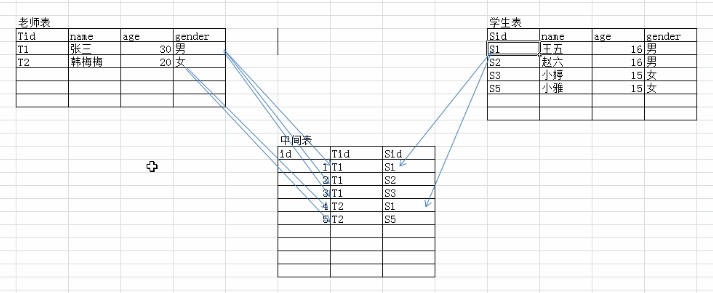 老师表
Tid name age gender
T1 张三 30 男
T2 韩梅梅 20 女
学生表
Sid name age gender
S1 王五 16 男
S2 赵六 16 男
S3 小婷 15 女
S5 小雅 15 女
中间表
id Tid Sid
1 T1 S1
2 T1 S2
3 T1 S3
4 T2 S1
5 T2 S5